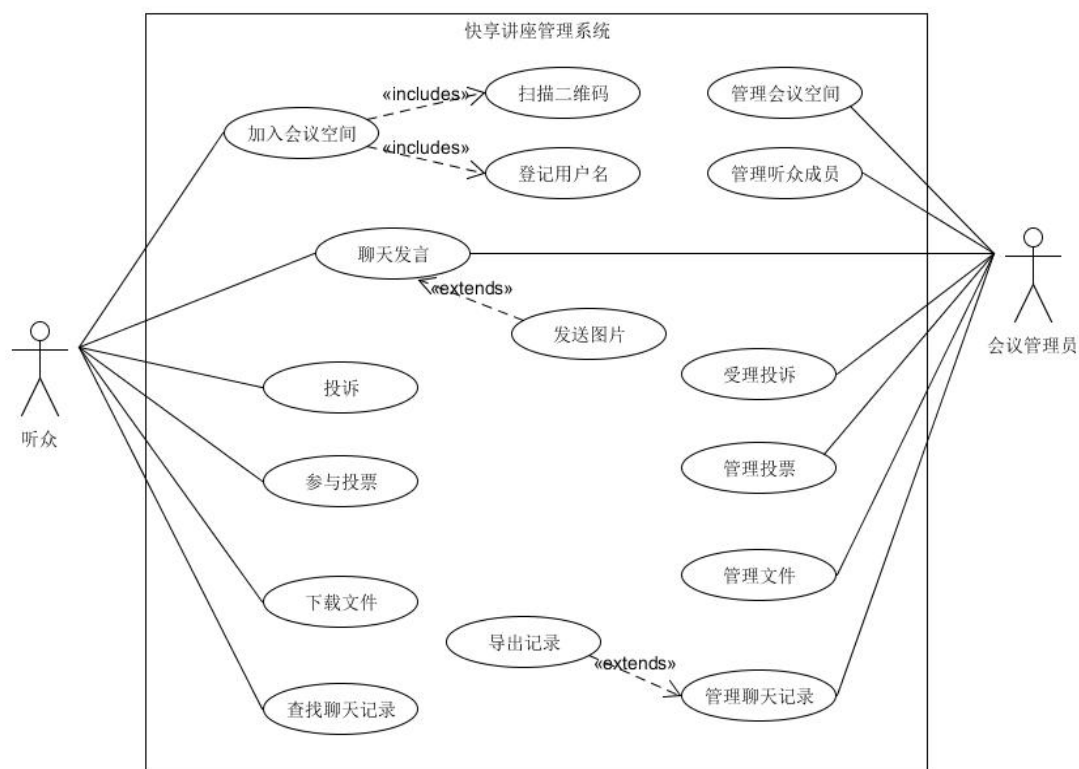 快享讲座管理系统
«includes»
扫描二维码
管理会议空间
加入会议空间
«includes»
登记用户名
管理听众成员
聊天发言
«extends»
发送图片
会议管理员
受理投诉
投诉
听众
管理投票
参与投票
管理文件
下载文件
导出记录
«extends»
管理聊天记录
查找聊天记录